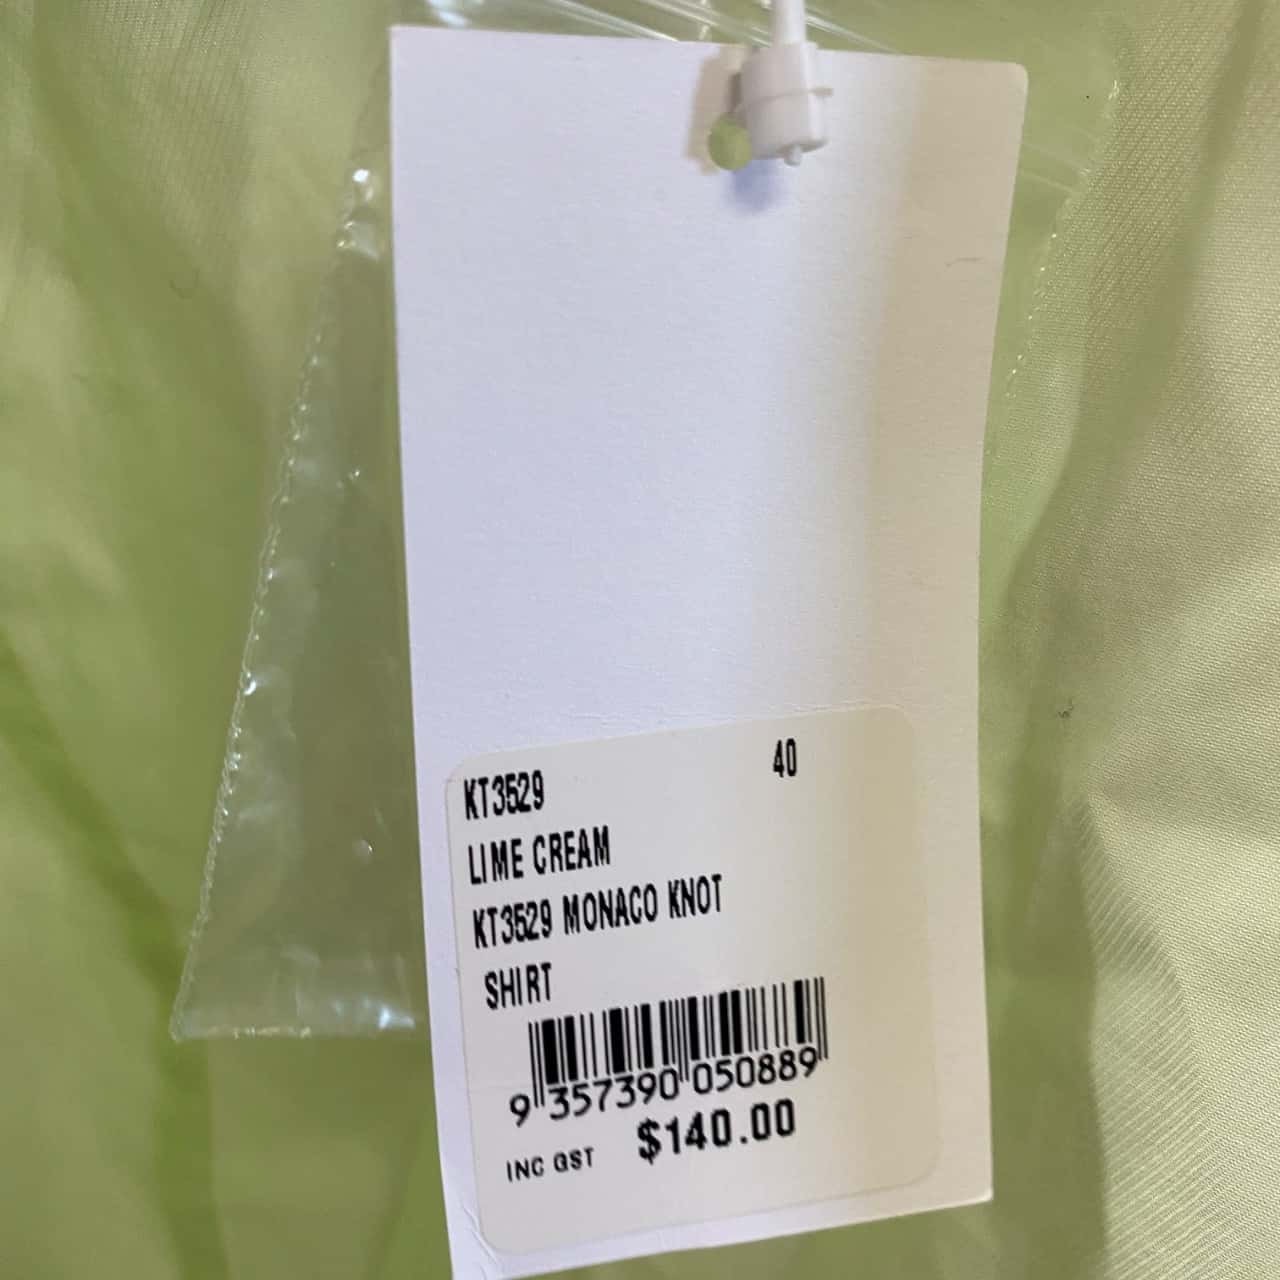 KT3529 40
LIME CREAM
KT3529 MONACO KNOT
SHIRT
9 357390 050889
INC GST $140.00